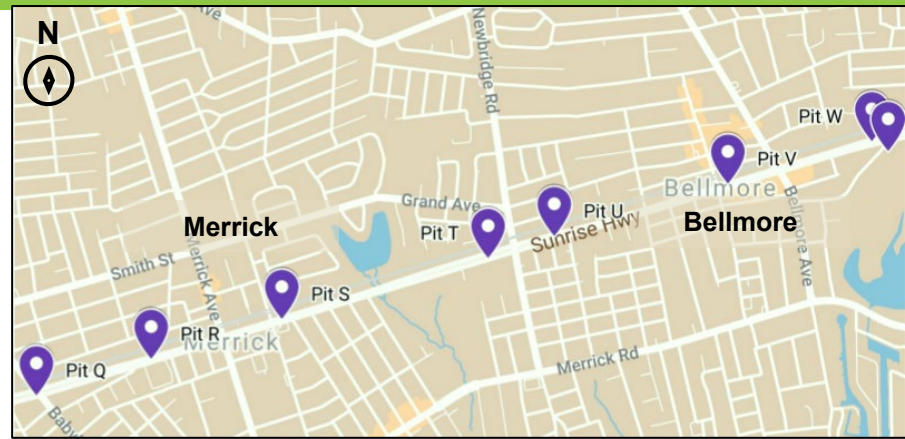 N
Ave
Newbridge Rd
Pit W
Pit V
Bellmore
Bellmore
Bellmore Ave
Grand Ave
Pit U
Pit T
Sunrise Hwy
Merrick
Smith St
Merrick Ave
Pit S
Pit R
Merrick
Pit Q
Merrick Rd